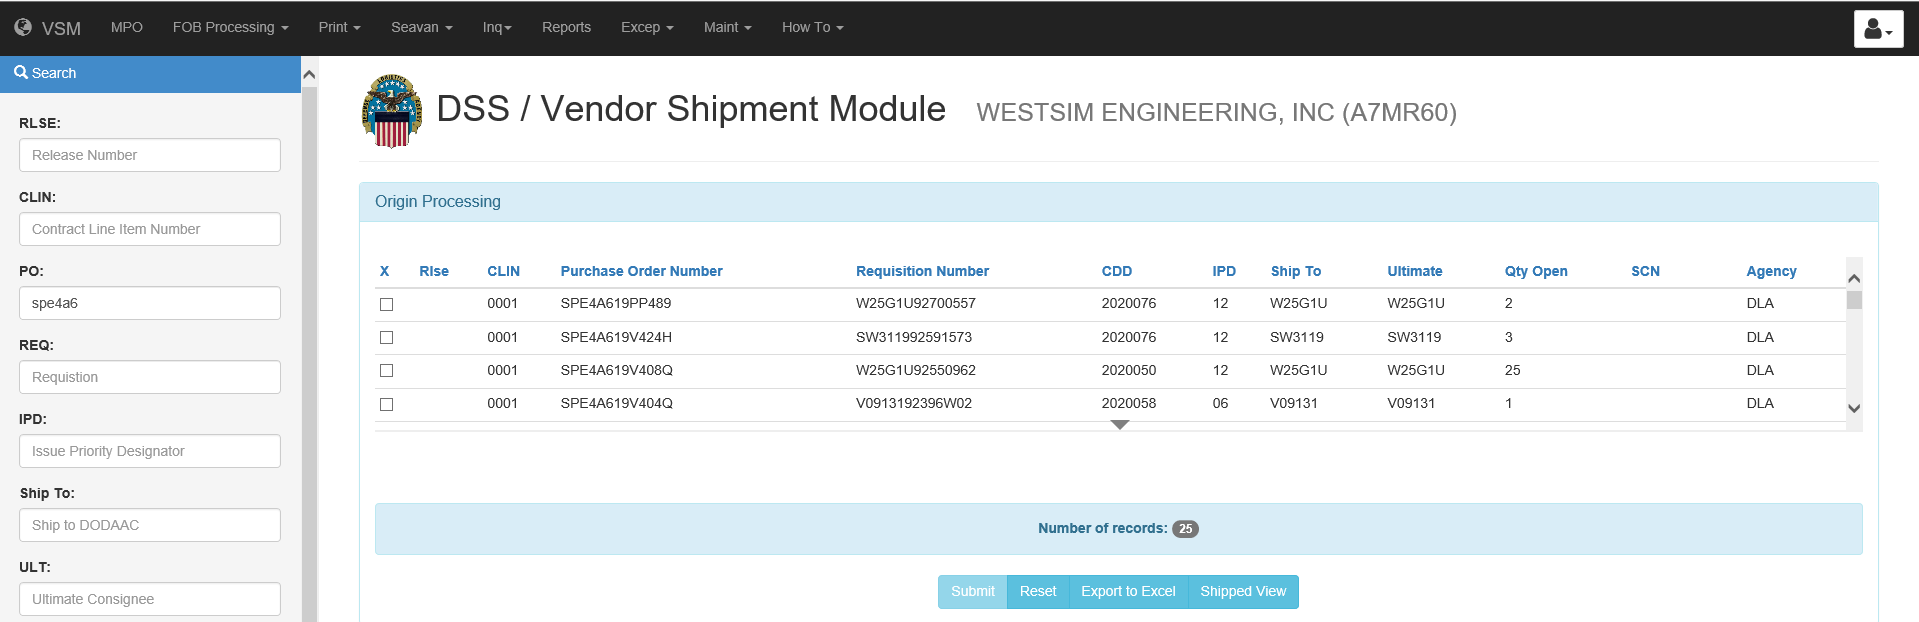 VSM MPO FOB Processing Print Seavan Inq Reports Excep Maint How To
Search
DSS / Vendor Shipment Module WESTSIM ENGINEERING, INC (A7MR60)
RLSE:
Release Number
CLIN:
Contract Line Item Number
PO:
spe4a6
REQ:
Requistion
IPD:
Issue Priority Designator
Ship To:
Ship to DODAAC
ULT:
Ultimate Consignee
Origin Processing
X Rlse CLIN Purchase Order Number Requisition Number CDD IPD Ship To Ultimate Qty Open SCN Agency
0001 SPE4A619PP489 W25G1U92700557 2020076 12 W25G1U W25G1U 2 DLA
0001 SPE4A619V424H SW311992591573 2020076 12 SW3119 SW3119 3 DLA
0001 SPE4A619V408Q W25G1U92550962 2020050 12 W25G1U W25G1U 25 DLA
0001 SPE4A619V404Q V0913192396W02 2020058 06 V09131 V09131 1 DLA
Number of records: 25
Submit Reset Export to Excel Shipped View